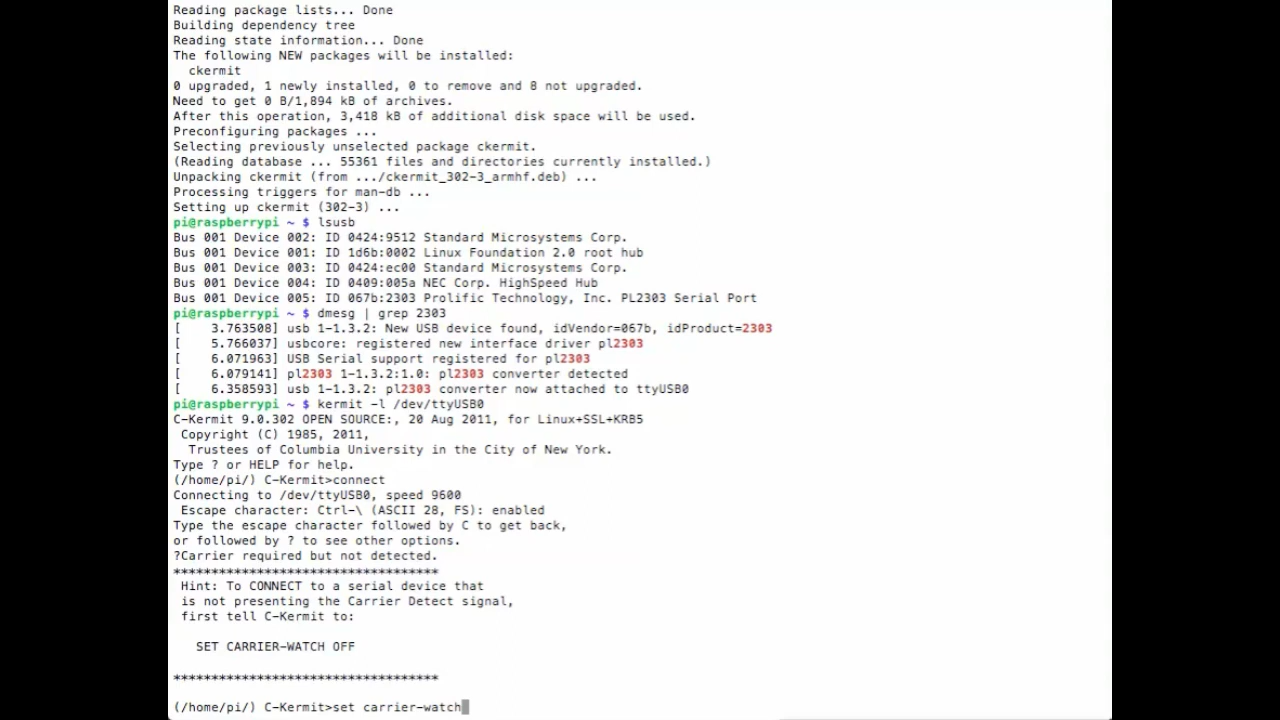 Reading package lists... Done
Building dependency tree
Reading state information... Done
The following NEW packages will be installed:
  ckermit
0 upgraded, 1 newly installed, 0 to remove and 8 not upgraded.
Need to get 0 B/1,894 kB of archives.
After this operation, 3,418 kB of additional disk space will be used.
Preconfiguring packages ...
Selecting previously unselected package ckermit.
(Reading database ... 55361 files and directories currently installed.)
Unpacking ckermit (from .../ckermit_302-3_armhf.deb) ...
Processing triggers for man-db ...
Setting up ckermit (302-3) ...
pi@raspberrypi ~ $ lsusb
Bus 001 Device 002: ID 0424:9512 Standard Microsystems Corp.
Bus 001 Device 001: ID 1d6b:0002 Linux Foundation 2.0 root hub
Bus 001 Device 003: ID 0424:ec00 Standard Microsystems Corp.
Bus 001 Device 004: ID 0409:005a NEC Corp. HighSpeed Hub
Bus 001 Device 005: ID 067b:2303 Prolific Technology, Inc. PL2303 Serial Port
pi@raspberrypi ~ $ dmesg | grep 2303
[    3.763508] usb 1-1.3.2: New USB device found, idVendor=067b, idProduct=2303
[    5.766037] usbcore: registered new interface driver pl2303
[    6.071963] USB Serial support registered for pl2303
[    6.079141] pl2303 1-1.3.2:1.0: pl2303 converter detected
[    6.358593] usb 1-1.3.2: pl2303 converter now attached to ttyUSB0
pi@raspberrypi ~ $ kermit -l /dev/ttyUSB0
C-Kermit 9.0.302 OPEN SOURCE:, 20 Aug 2011, for Linux+SSL+KRB5
 Copyright (C) 1985, 2011,
  Trustees of Columbia University in the City of New York.
Type ? or HELP for help.
(/home/pi/) C-Kermit>connect
Connecting to /dev/ttyUSB0, speed 9600
 Escape character: Ctrl-\ (ASCII 28, FS): enabled
Type the escape character followed by C to get back,
or followed by ? to see other options.
?Carrier required but not detected.
***********************************
 Hint: To CONNECT to a serial device that
 is not presenting the Carrier Detect signal,
 first tell C-Kermit to:
   SET CARRIER-WATCH OFF
***********************************
(/home/pi/) C-Kermit>set carrier-watch